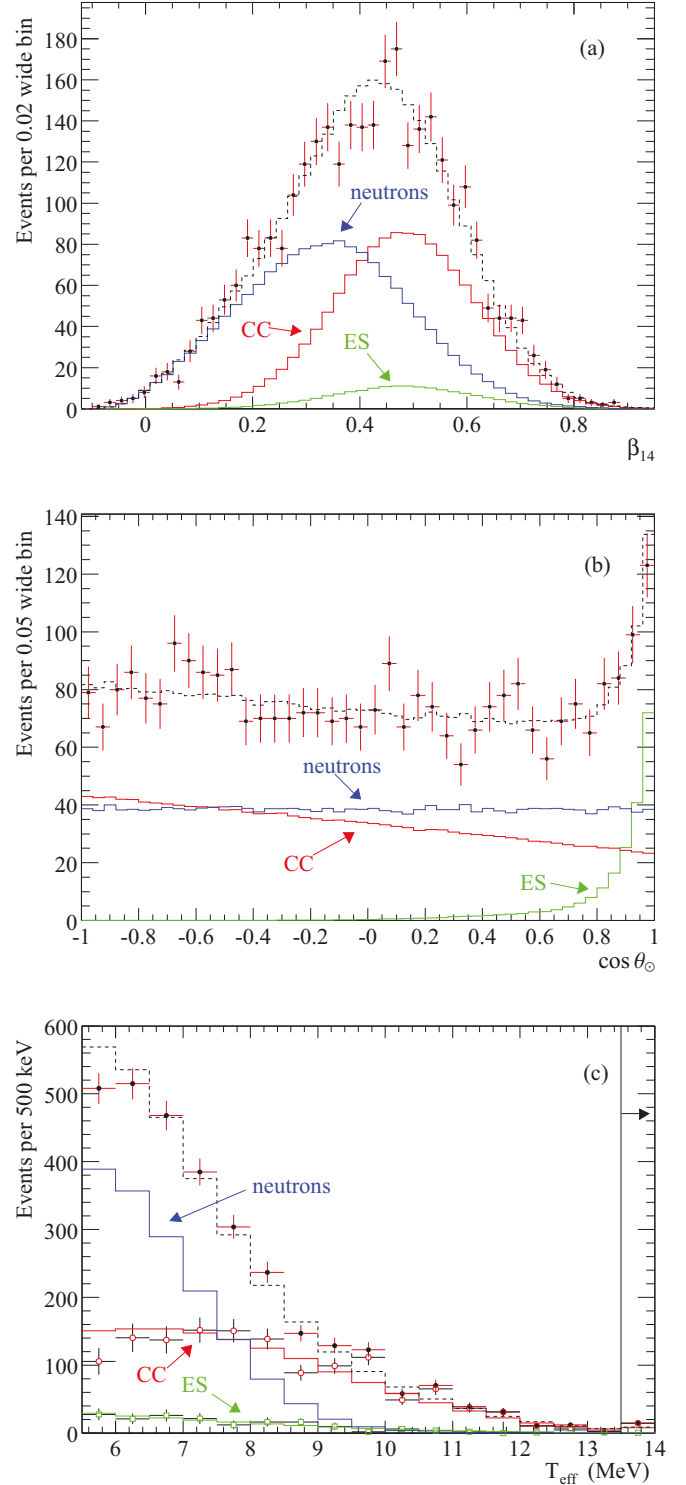 Events per 0.02 wide bin
180
160
140
120
100
80
60
40
20
0
(a)
neutrons
CC
ES
0 0.2 0.4 0.6 0.8
β14
Events per 0.05 wide bin
140
120
100
80
60
40
20
0
(b)
neutrons
CC
ES
-1 -0.8 -0.6 -0.4 -0.2 -0 0.2 0.4 0.6 0.8 1
cos θ⊙
Events per 500 keV
600
500
400
300
200
100
0
(c)
neutrons
CC
ES
6 7 8 9 10 11 12 13 14
Teff (MeV)